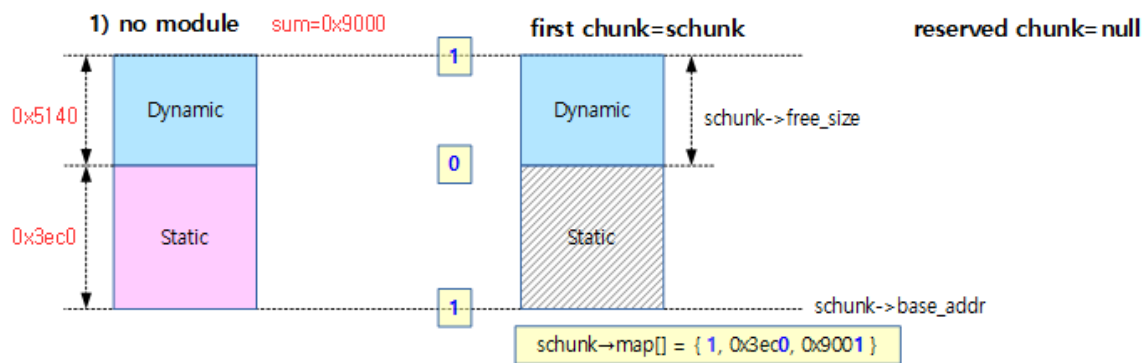 1) no module sum=0x9000 first chunk=schunk reserved chunk=null
1
Dynamic Dynamic
0x5140 schunk->free_size
0
Static Static
0x3ec0
1
schunk->base_addr
schunk→map[] = { 1, 0x3ec0, 0x9001 }